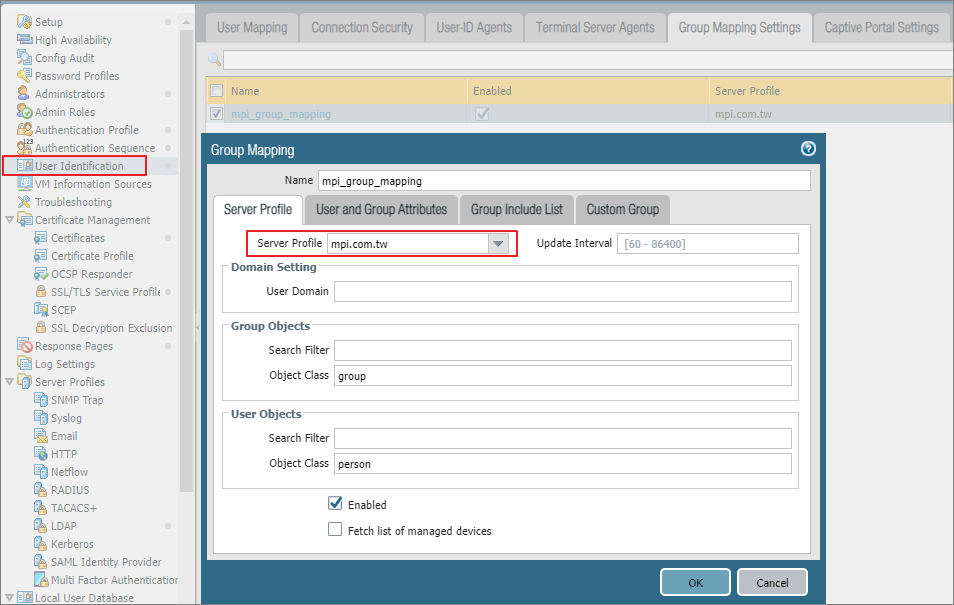 Setup
High Availability
Config Audit
Password Profiles
Administrators
Admin Roles
Authentication Profile
Authentication Sequence
User Identification
VM Information Sources
Troubleshooting
Certificate Management
Certificates
Certificate Profile
OCSP Responder
SSL/TLS Service Profile
SCEP
SSL Decryption Exclusion
Response Pages
Log Settings
Server Profiles
SNMP Trap
Syslog
Email
HTTP
Netflow
RADIUS
TACACS+
LDAP
Kerberos
SAML Identity Provider
Multi Factor Authentication
Local User Database
User Mapping Connection Security User-ID Agents Terminal Server Agents Group Mapping Settings Captive Portal Settings
Name Enabled Server Profile
mpi_group_mapping mpi.com.tw
Group Mapping
Name mpi_group_mapping
Server Profile User and Group Attributes Group Include List Custom Group
Server Profile mpi.com.tw Update Interval [60 - 86400]
Domain Setting
User Domain
Group Objects
Search Filter
Object Class group
User Objects
Search Filter
Object Class person
Enabled
Fetch list of managed devices
OK Cancel